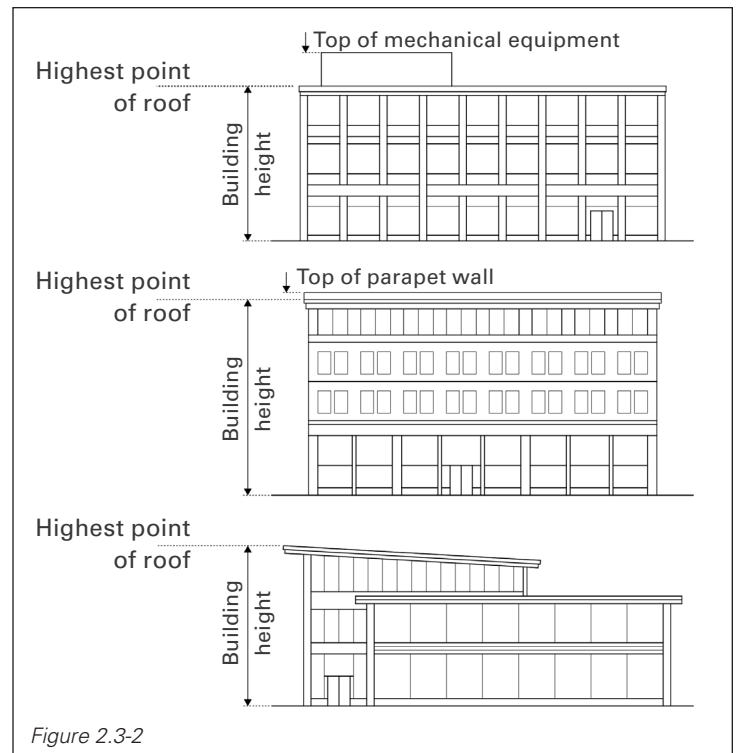 Top of mechanical equipment
Highest point
of roof
Building
height
Top of parapet wall
Highest point
of roof
Building
height
Highest point
of roof
Building
height
Figure 2.3-2